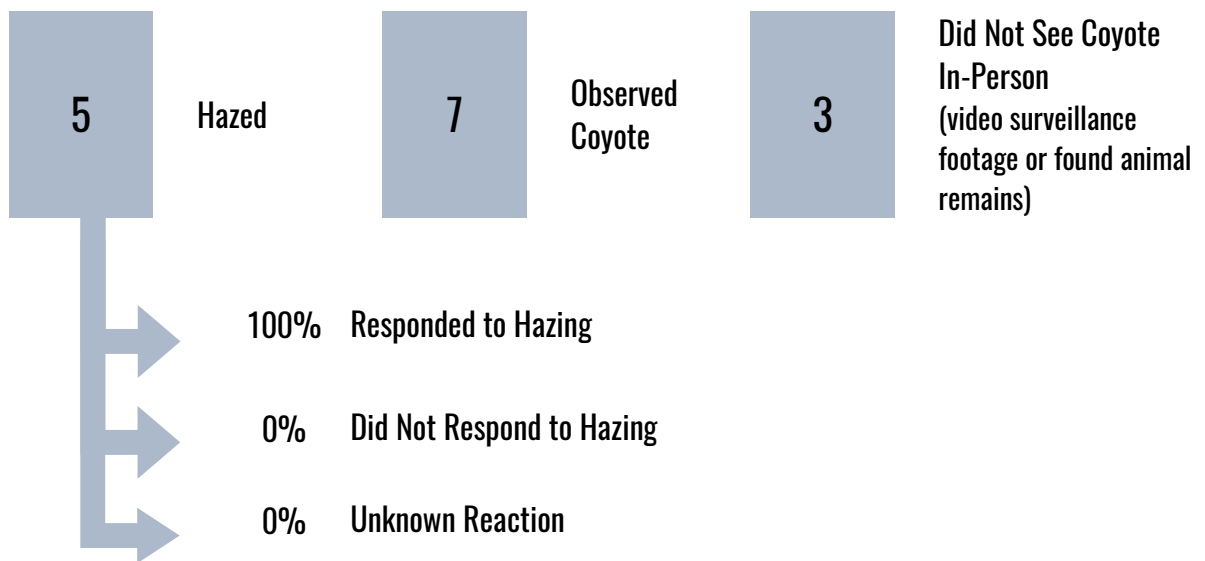 5
Hazed
7
Observed
Coyote
3
Did Not See Coyote
In-Person
(video surveillance
footage or found animal
remains)
100% Responded to Hazing
0% Did Not Respond to Hazing
0% Unknown Reaction